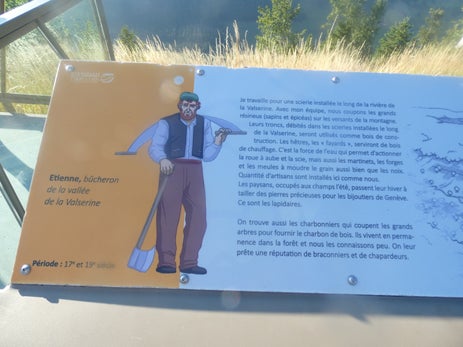 Etienne, bûcheron
de la vallée
de la Valserine
Période : 17e et 19e siècle
Je travaille pour une scierie installée le long de la rivière de
la Valserine. Avec mon équipe, nous coupons les grands
résineux (sapins et épicéas) sur les versants de la montagne.
Leurs troncs, débités dans les scieries installées le long
de la Valserine, seront utilisés comme bois de cons-
truction. Les hêtres, les « fayards », serviront de bois
de chauffage. C'est la force de l'eau qui permet d'actionner
la roue à aube et la scie, mais aussi les martinets, les forges
et les meules à moudre le grain aussi bien que les noix.
Quantité d'artisans sont installés ici comme nous.
Les paysans, occupés aux champs l'été, passent leur hiver à
tailler des pierres précieuses pour les bijoutiers de Genève.
Ce sont les lapidaires.
On trouve aussi les charbonniers qui coupent les grands
arbres pour fournir le charbon de bois. Ils vivent en perma-
nence dans la forêt et nous les connaissons peu. On leur
prête une réputation de braconniers et de chapardeurs.